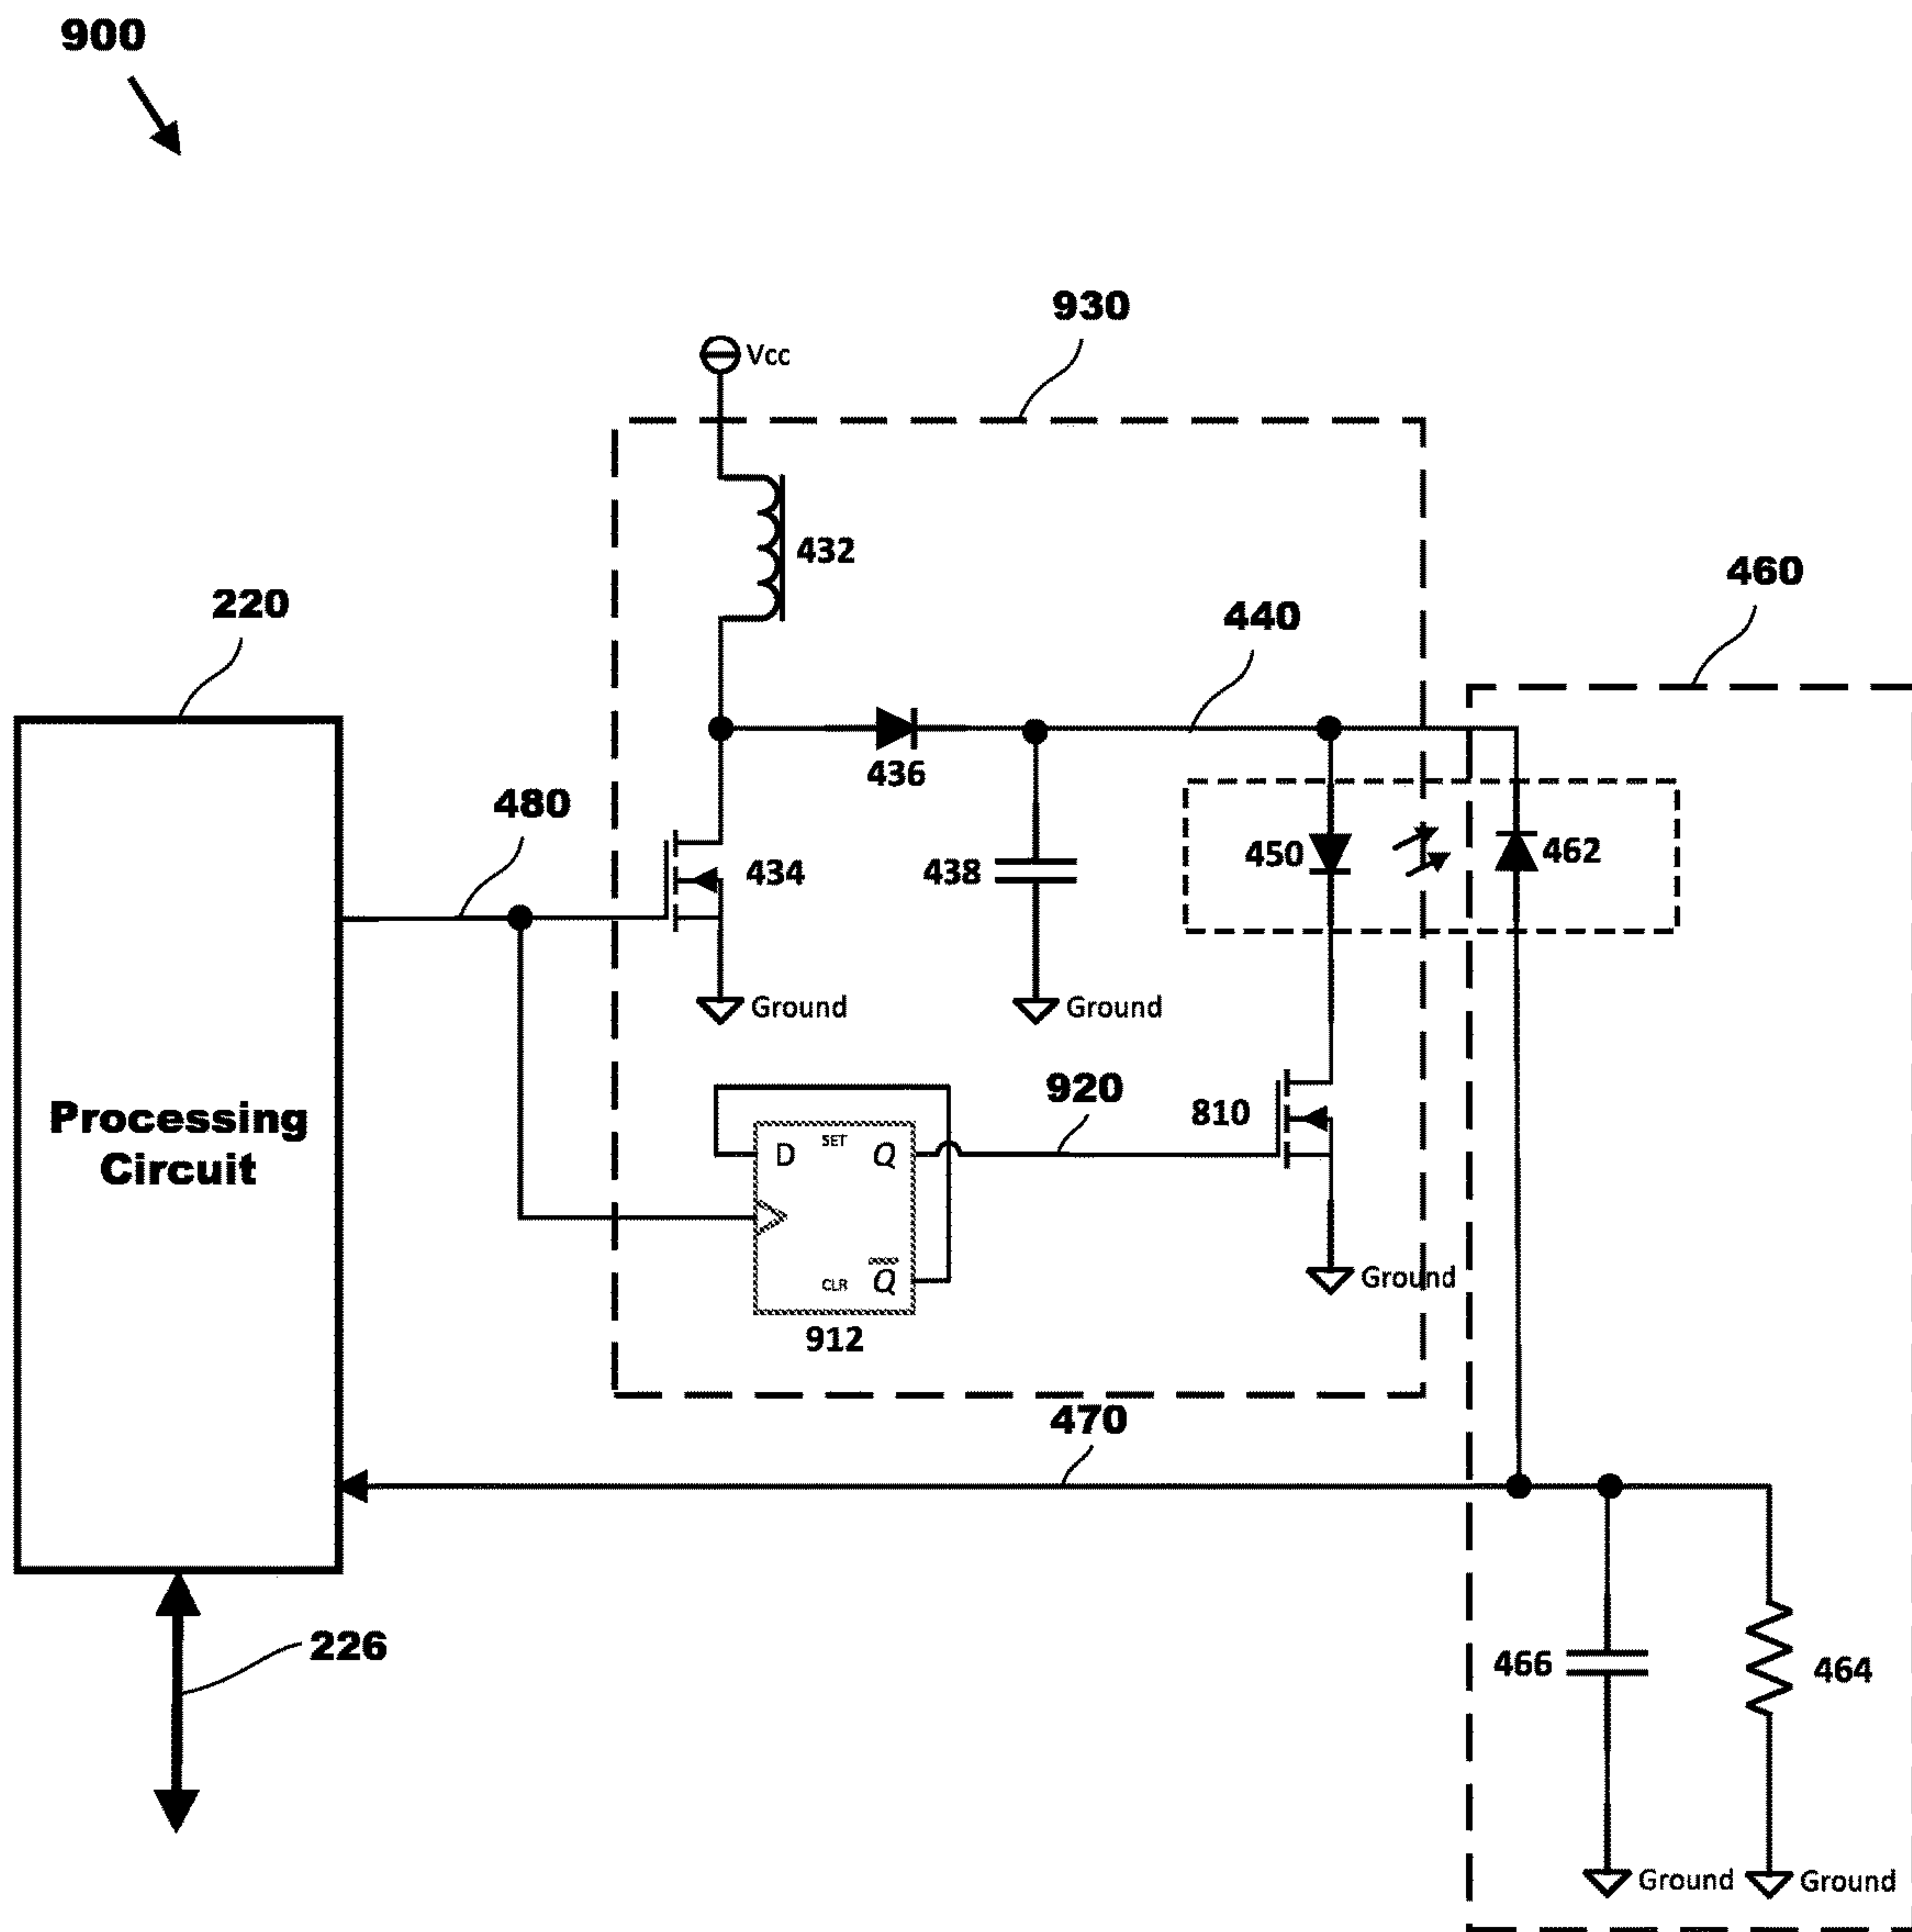 900
930
Vcc
432
460
220
440
436
480
434
438
450
462
Ground
Ground
920
810
D
SET
Q
Processing
Circuit
CLR
Q
Ground
912
470
226
466
464
Ground
Ground